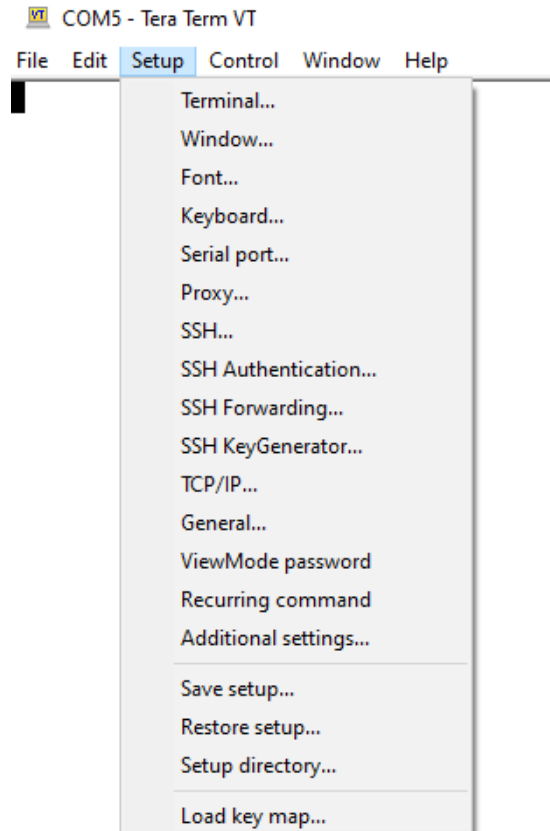 COM5 - Tera Term VT
File Edit Setup Control Window Help
Terminal...
Window...
Font...
Keyboard...
Serial port...
Proxy...
SSH...
SSH Authentication...
SSH Forwarding...
SSH KeyGenerator...
TCP/IP...
General...
ViewMode password
Recurring command
Additional settings...
Save setup...
Restore setup...
Setup directory...
Load key map...